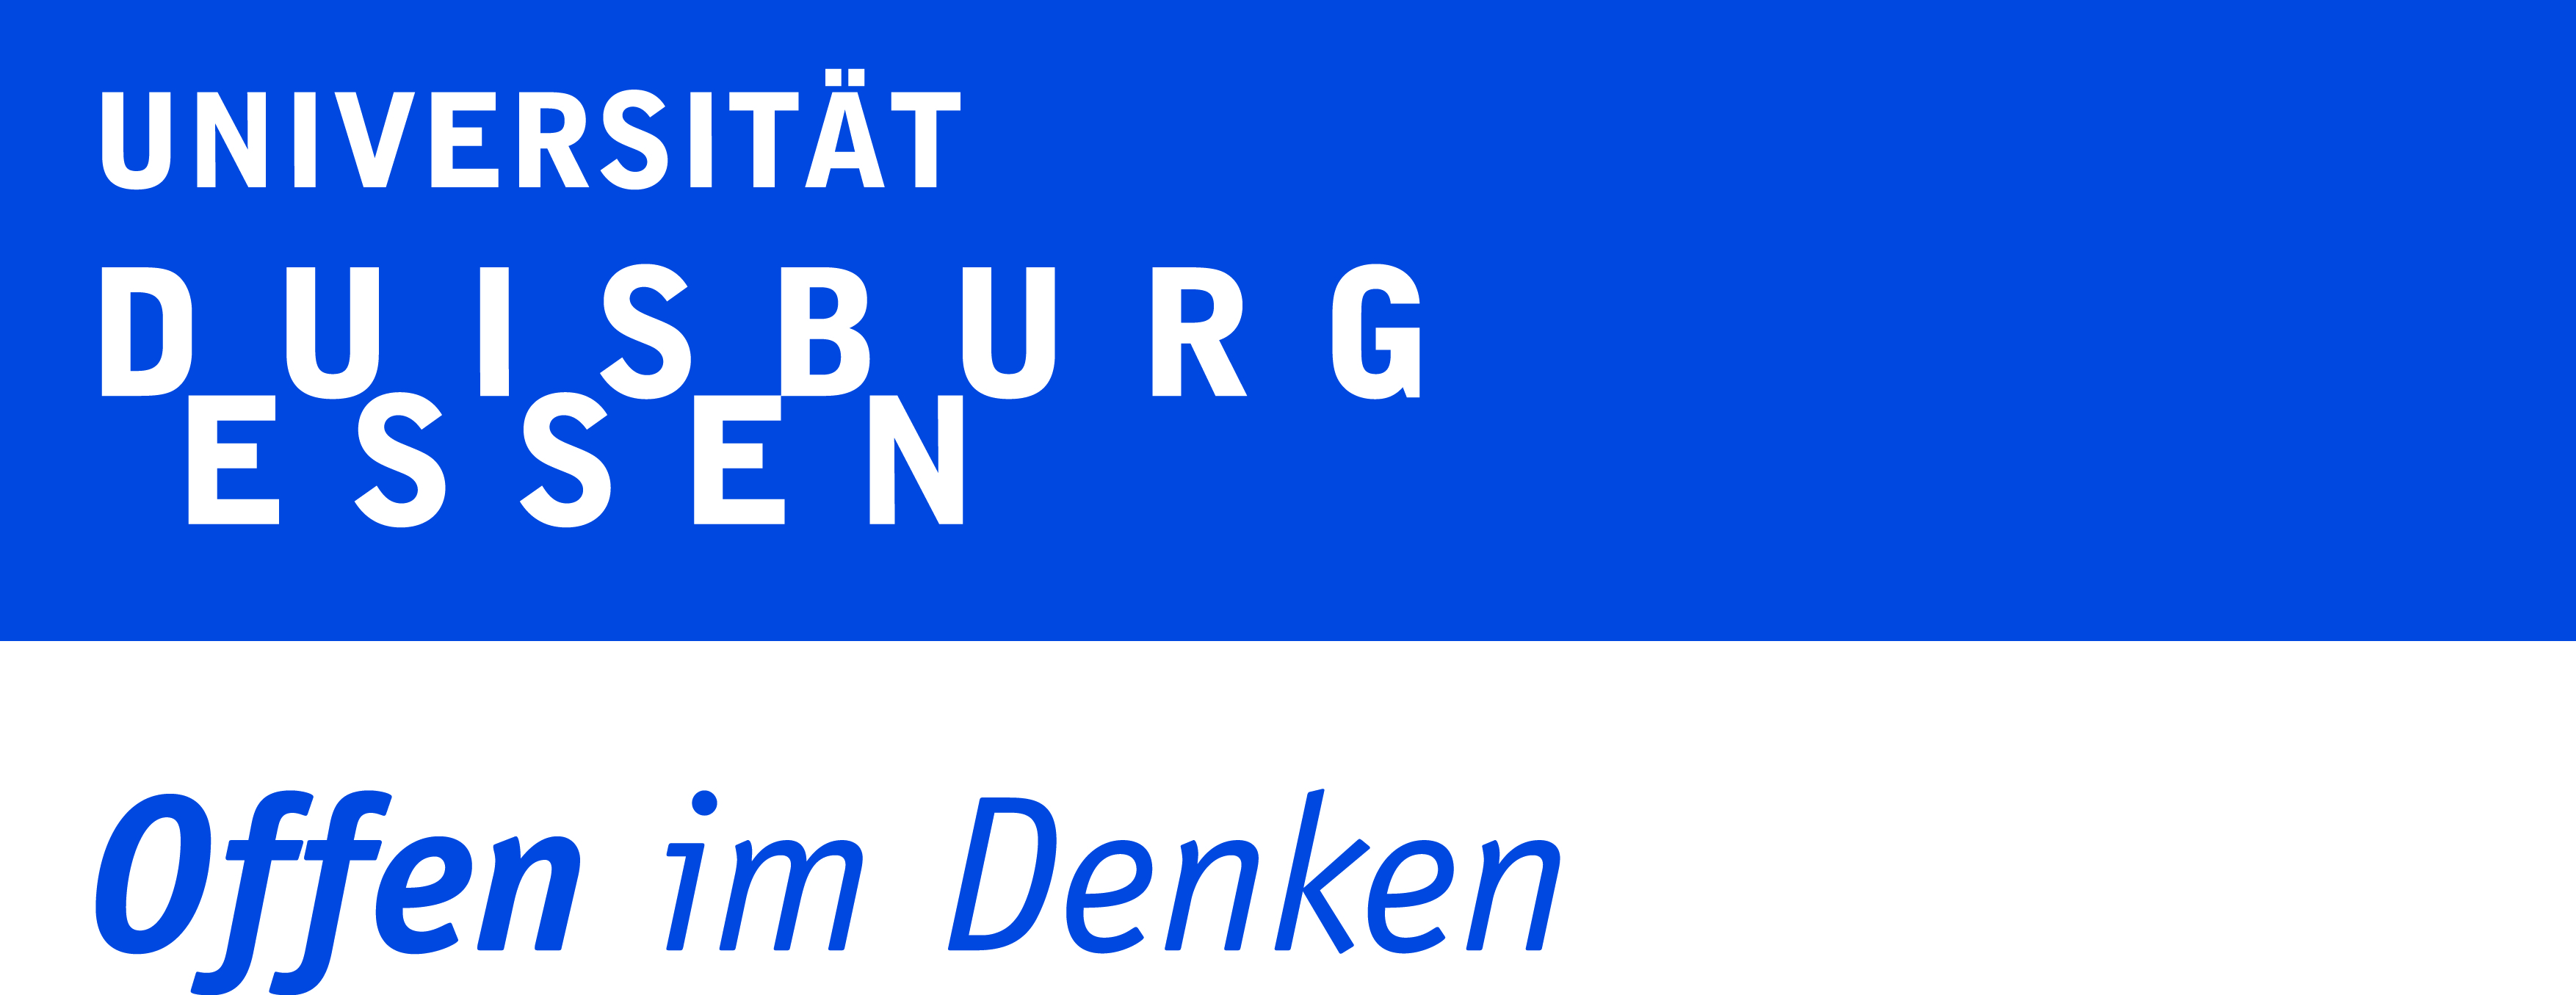 UNIVERSITÄT
DUISBURG
ESSEN
Offen im Denken